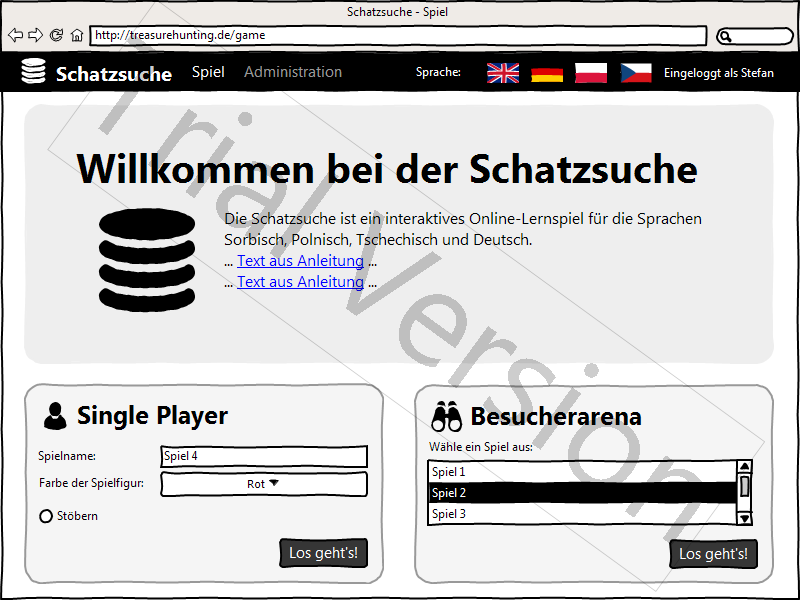 Schatzsuche - Spiel
http://treasurehunting.de/game
Schatzsuche Spiel Administration Sprache: Eingeloggt als Stefan
Willkommen bei der Schatzsuche
Die Schatzsuche ist ein interaktives Online-Lernspiel für die Sprachen
Sorbisch, Polnisch, Tschechisch und Deutsch.
... Text aus Anleitung ...
... Text aus Anleitung ...
Trial Version
Single Player
Spielname: Spiel 4
Farbe der Spielfigur: Rot
Stöbern
Los geht's!
Besucherarena
Wähle ein Spiel aus:
Spiel 1
Spiel 2
Spiel 3
Los geht's!